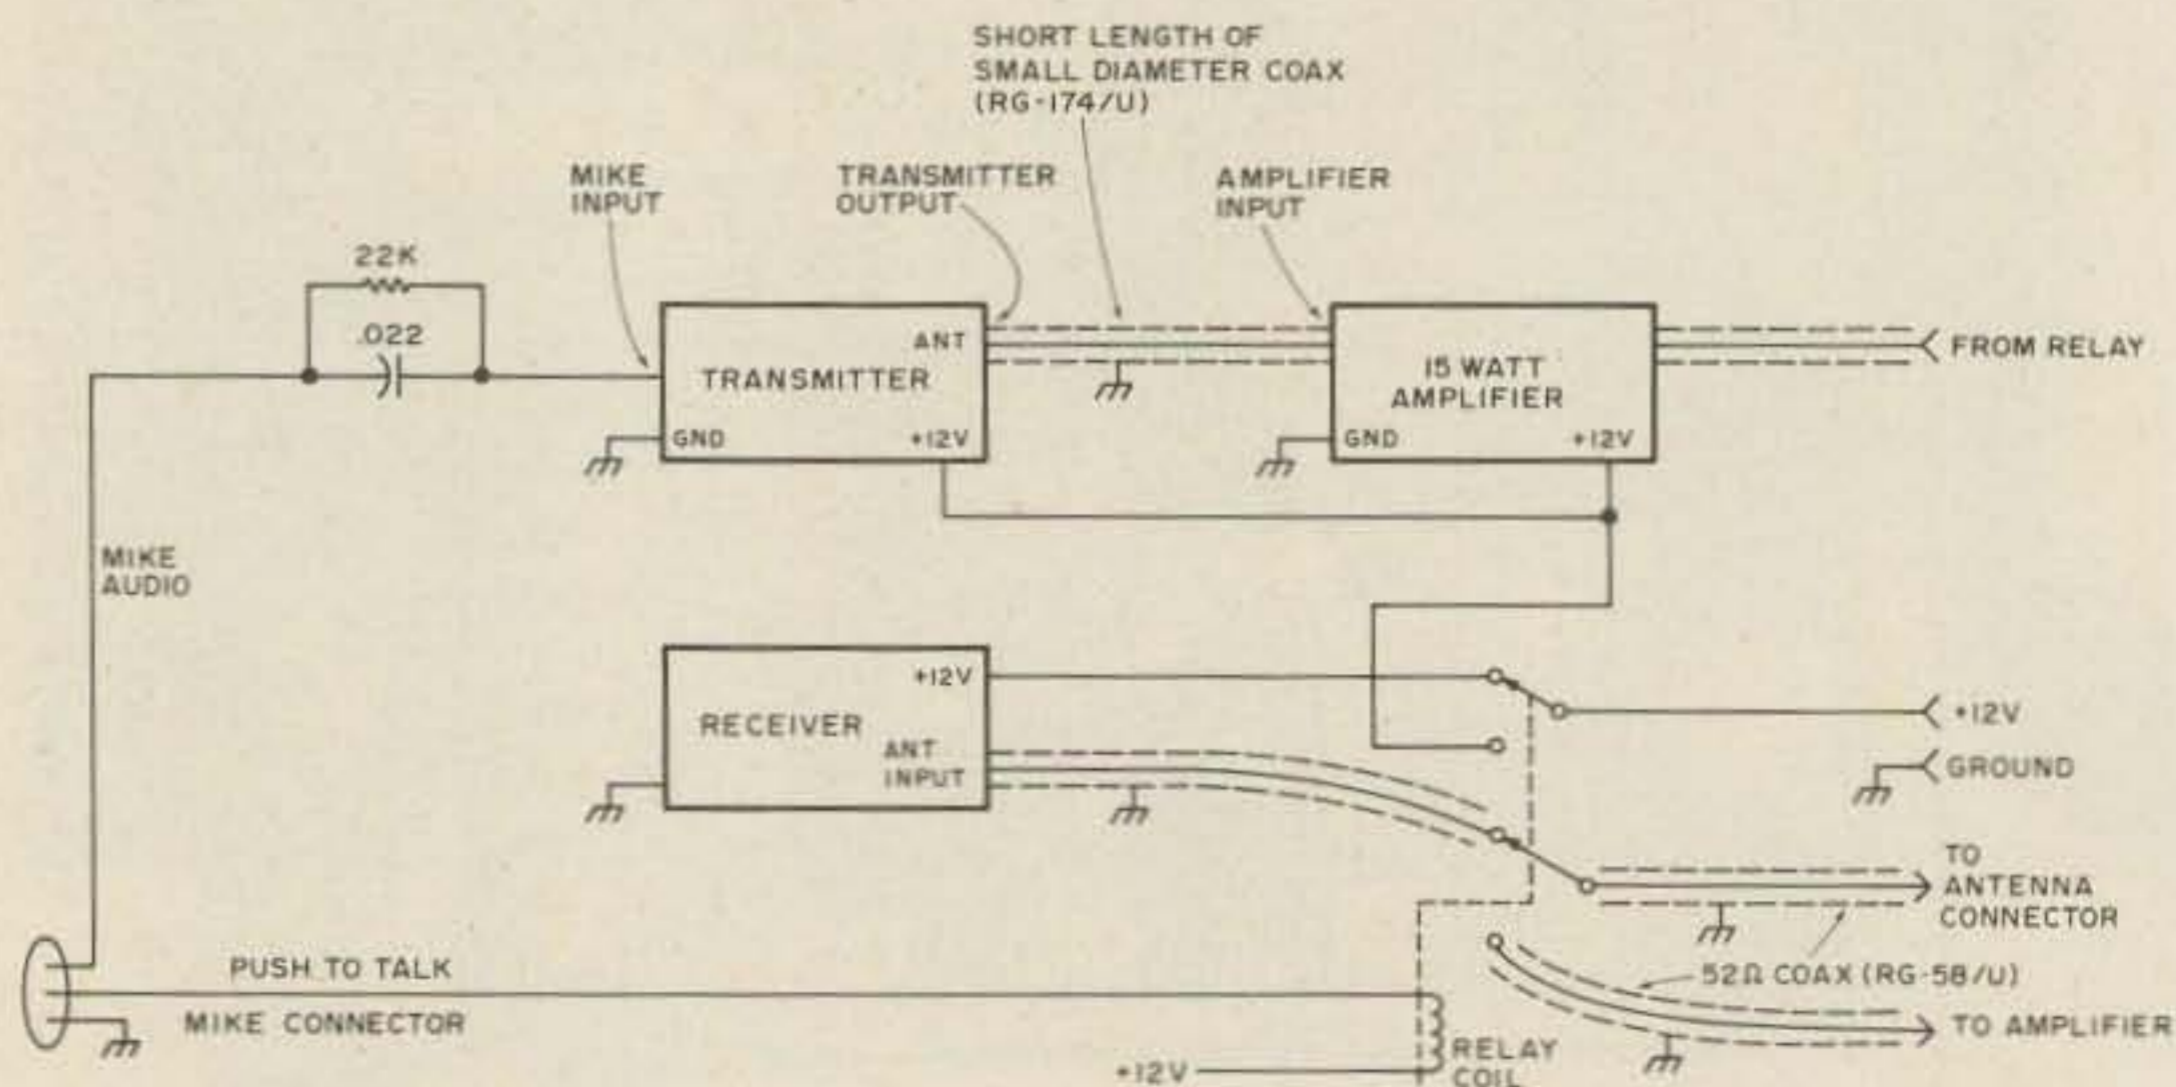 SHORT LENGTH OF
SMALL DIAMETER COAX
(RG-174/U)
MIKE
INPUT
TRANSMITTER
OUTPUT
AMPLIFIER
INPUT
22K
.022
ANT
TRANSMITTER
GND
+12V
15 WATT
AMPLIFIER
GND
+12V
FROM RELAY
MIKE
AUDIO
+12V
RECEIVER
ANT
INPUT
+12V
GROUND
TO
ANTENNA
CONNECTOR
52Ω COAX (RG-58/U)
TO AMPLIFIER
PUSH TO TALK
MIKE CONNECTOR
RELAY
COIL
+12V